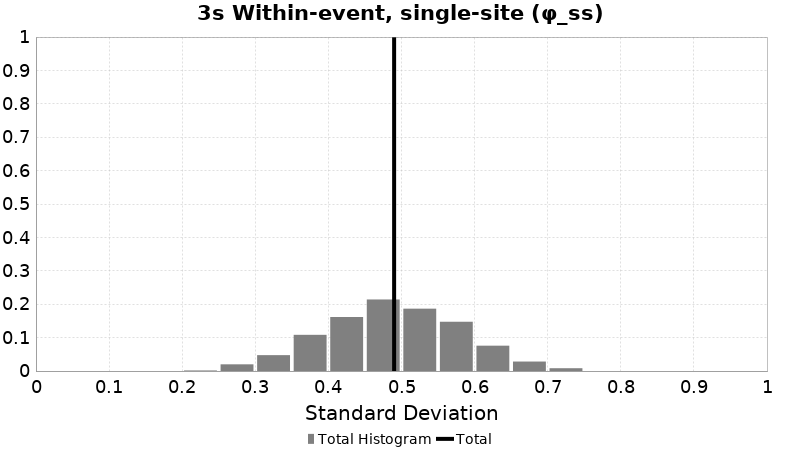 3s Within-event, single-site (φ_ss)
1
0.9
0.8
0.7
0.6
0.5
0.4
0.3
0.2
0.1
0
0 0.1 0.2 0.3 0.4 0.5 0.6 0.7 0.8 0.9 1
Standard Deviation
Total Histogram Total